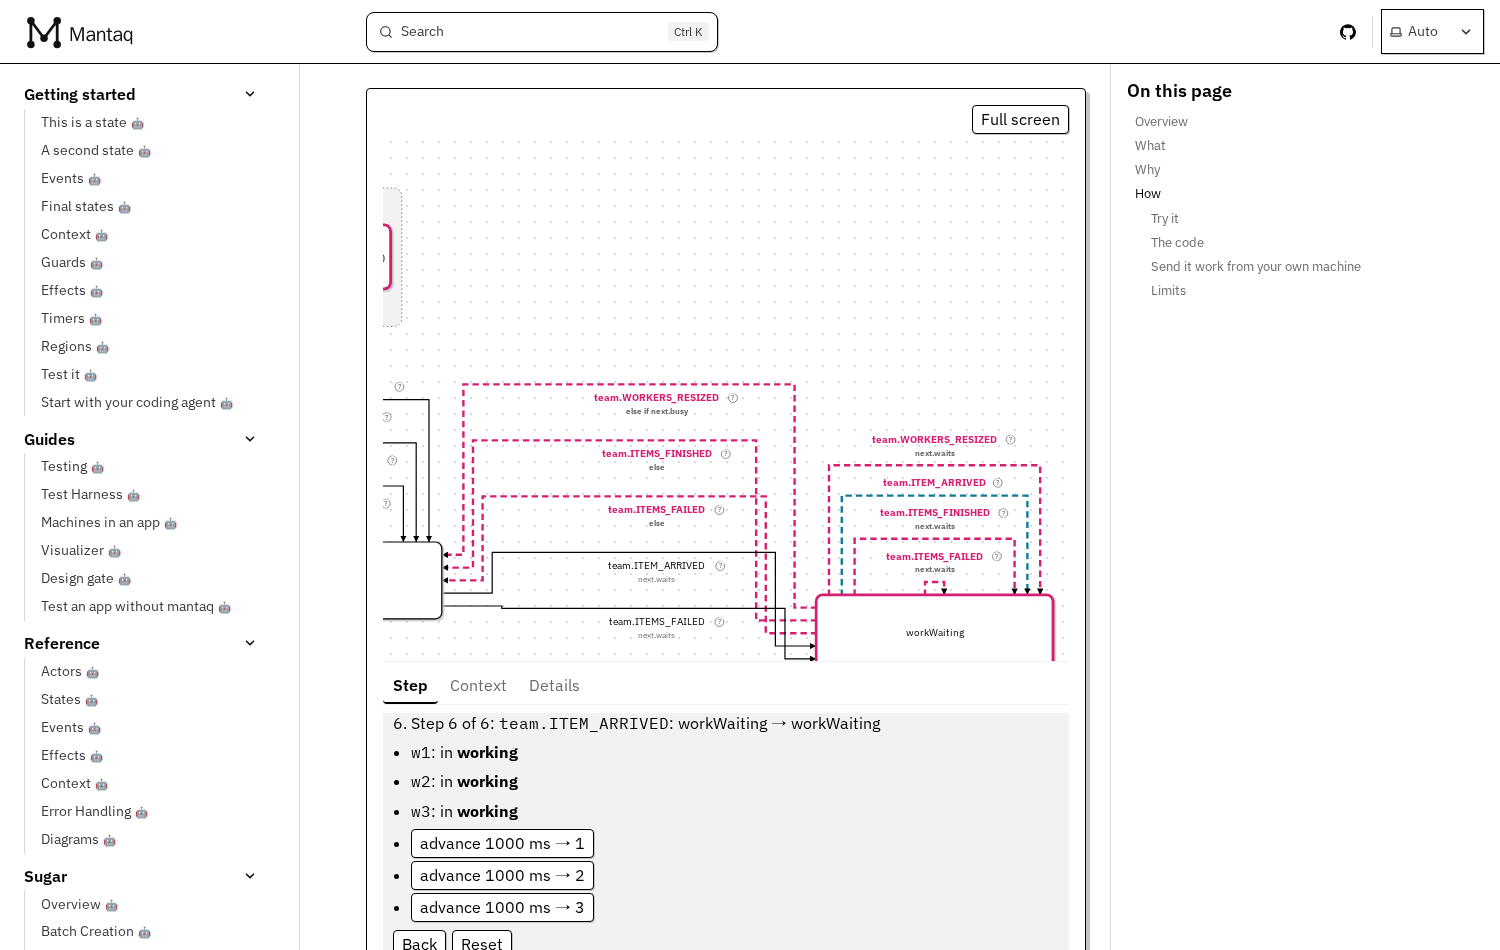 Mantaq
Search
Ctrl K
Auto
Getting started
This is a state 🤖
A second state 🤖
Events 🤖
Final states 🤖
Context 🤖
Guards 🤖
Effects 🤖
Timers 🤖
Regions 🤖
Test it 🤖
Start with your coding agent 🤖
Guides
Testing 🤖
Test Harness 🤖
Machines in an app 🤖
Visualizer 🤖
Design gate 🤖
Test an app without mantaq 🤖
Reference
Actors 🤖
States 🤖
Events 🤖
Effects 🤖
Context 🤖
Error Handling 🤖
Diagrams 🤖
Sugar
Overview 🤖
Batch Creation 🤖
Full screen
team.WORKERS_RESIZED ?
else if next.busy
team.ITEMS_FINISHED ?
else
team.ITEMS_FAILED ?
else
team.ITEM_ARRIVED ?
next.waits
team.ITEMS_FAILED ?
next.waits
team.WORKERS_RESIZED ?
next.waits
team.ITEM_ARRIVED ?
team.ITEMS_FINISHED ?
next.waits
team.ITEMS_FAILED ?
next.waits
workWaiting
Step
Context
Details
6. Step 6 of 6: team.ITEM_ARRIVED: workWaiting → workWaiting
• w1: in working
• w2: in working
• w3: in working
• advance 1000 ms → 1
• advance 1000 ms → 2
• advance 1000 ms → 3
Back
Reset
On this page
Overview
What
Why
How
Try it
The code
Send it work from your own machine
Limits